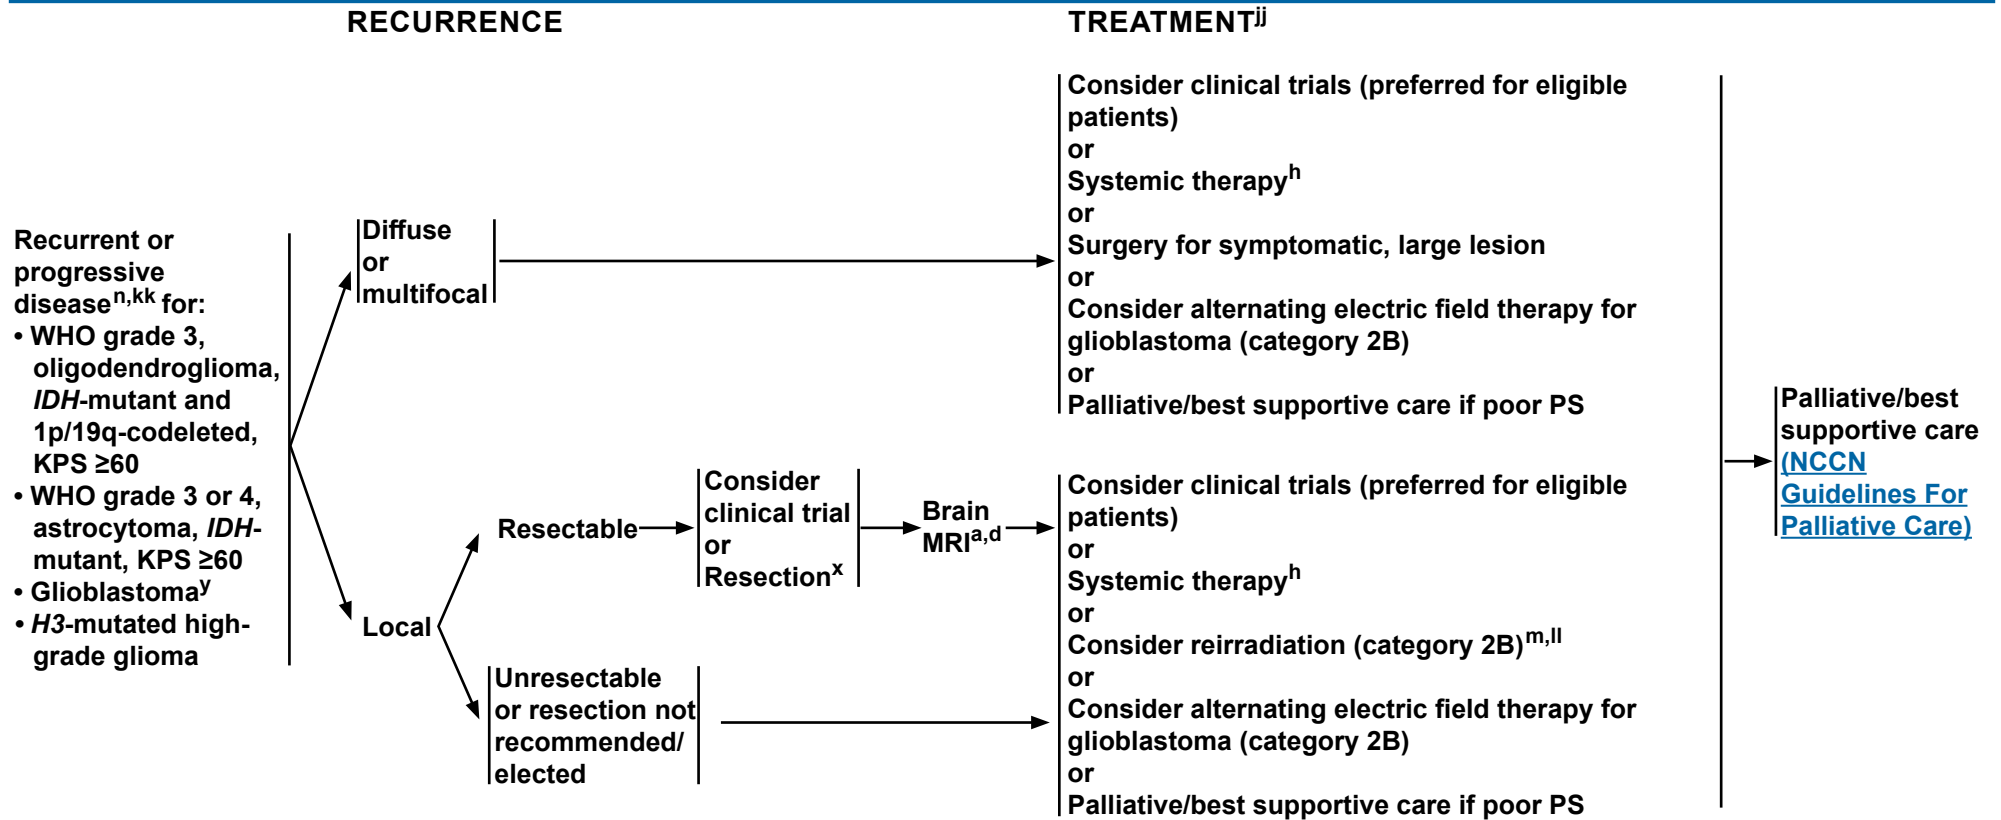 RECURRENCE
TREATMENTjj
Recurrent or
progressive
diseasen,kk for:
• WHO grade 3,
oligodendroglioma,
IDH-mutant and
1p/19q-codeleted,
KPS ≥60
• WHO grade 3 or 4,
astrocytoma, IDH-
mutant, KPS ≥60
• Glioblastomay
• H3-mutated high-
grade glioma
Diffuse
or
multifocal
Local
Resectable
Consider
clinical trial
or
Resectionx
Brain
MRIa,d
Unresectable
or resection not
recommended/
elected
Consider clinical trials (preferred for eligible
patients)
or
Systemic therapyh
or
Surgery for symptomatic, large lesion
or
Consider alternating electric field therapy for
glioblastoma (category 2B)
or
Palliative/best supportive care if poor PS
Consider clinical trials (preferred for eligible
patients)
or
Systemic therapyh
or
Consider reirradiation (category 2B)m,ll
or
Consider alternating electric field therapy for
glioblastoma (category 2B)
or
Palliative/best supportive care if poor PS
Palliative/best
supportive care
(NCCN
Guidelines For
Palliative Care)